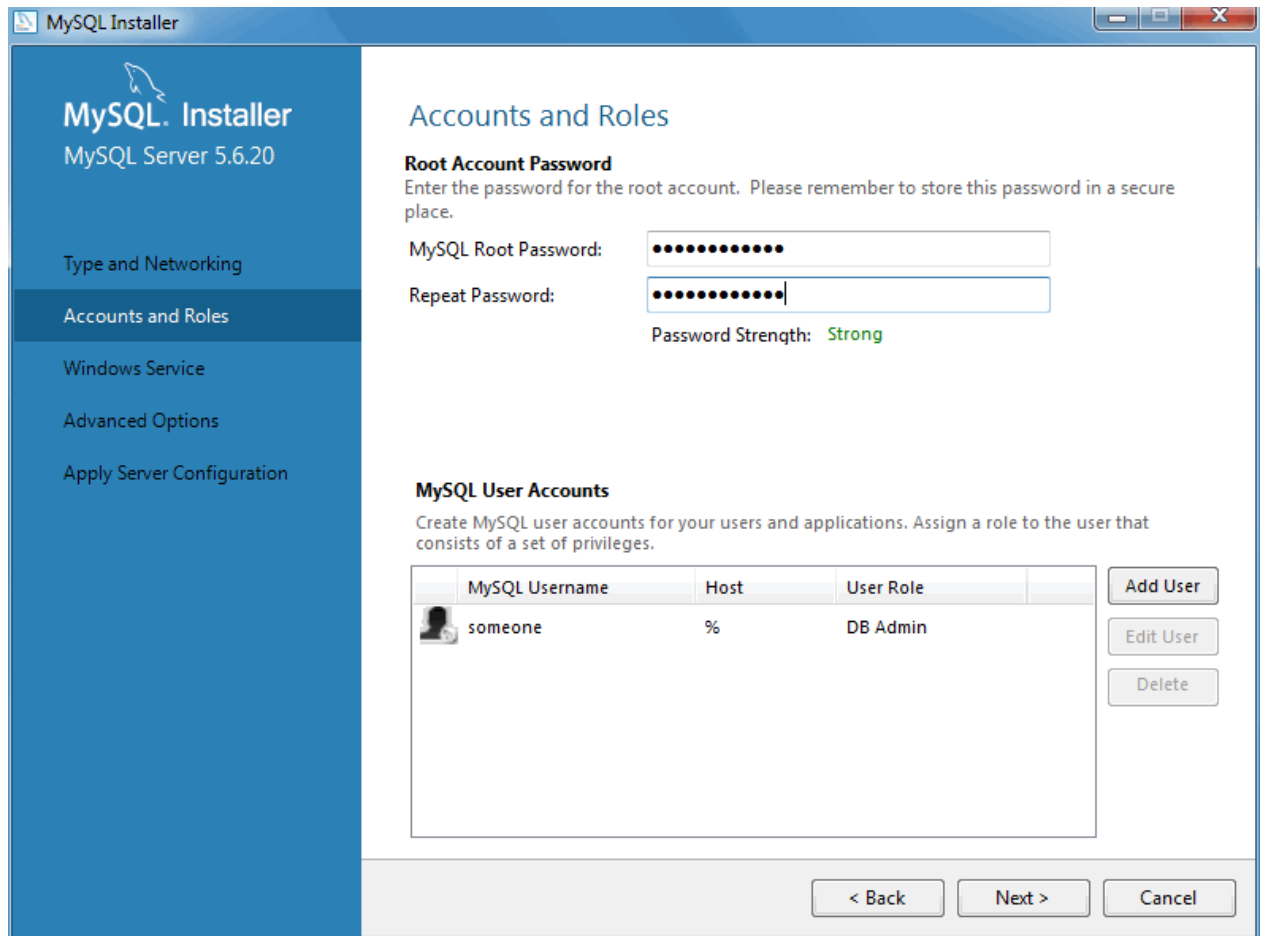 MySQL Installer
MySQL. Installer
MySQL Server 5.6.20
Type and Networking
Accounts and Roles
Windows Service
Advanced Options
Apply Server Configuration
Accounts and Roles
Root Account Password
Enter the password for the root account.  Please remember to store this password in a secure
place.
MySQL Root Password: ●●●●●●●●●●●●
Repeat Password: ●●●●●●●●●●●●
Password Strength: Strong
MySQL User Accounts
Create MySQL user accounts for your users and applications. Assign a role to the user that
consists of a set of privileges.
MySQL Username Host User Role
someone % DB Admin
Add User
Edit User
Delete
< Back Next > Cancel